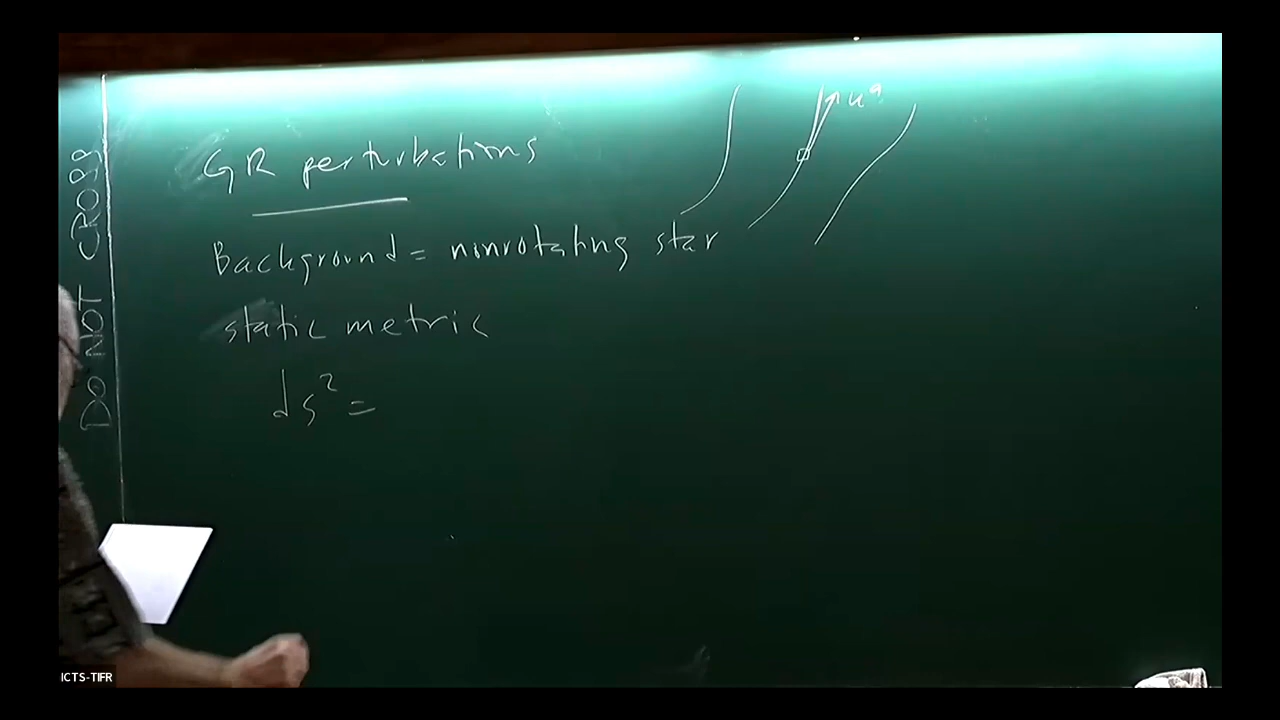 DO NOT CROSS
GR perturbations
u^a
Background = nonrotating star
static metric
ds² =
ICTS-TIFR